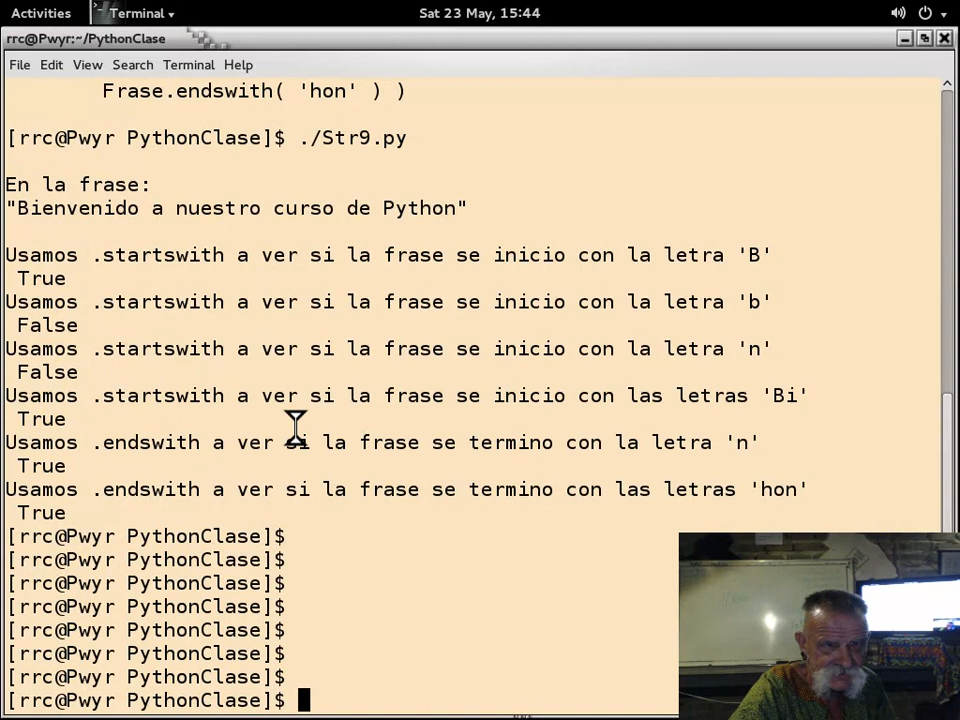 Activities Terminal Sat 23 May, 15:44
rrc@Pwyr:~/PythonClase
File Edit View Search Terminal Help
Frase.endswith( 'hon' ) )
[rrc@Pwyr PythonClase]$ ./Str9.py
En la frase:
"Bienvenido a nuestro curso de Python"
Usamos .startswith a ver si la frase se inicio con la letra 'B'
True
Usamos .startswith a ver si la frase se inicio con la letra 'b'
False
Usamos .startswith a ver si la frase se inicio con la letra 'n'
False
Usamos .startswith a ver si la frase se inicio con las letras 'Bi'
True
Usamos .endswith a ver si la frase se termino con la letra 'n'
True
Usamos .endswith a ver si la frase se termino con las letras 'hon'
True
[rrc@Pwyr PythonClase]$
[rrc@Pwyr PythonClase]$
[rrc@Pwyr PythonClase]$
[rrc@Pwyr PythonClase]$
[rrc@Pwyr PythonClase]$
[rrc@Pwyr PythonClase]$
[rrc@Pwyr PythonClase]$
[rrc@Pwyr PythonClase]$